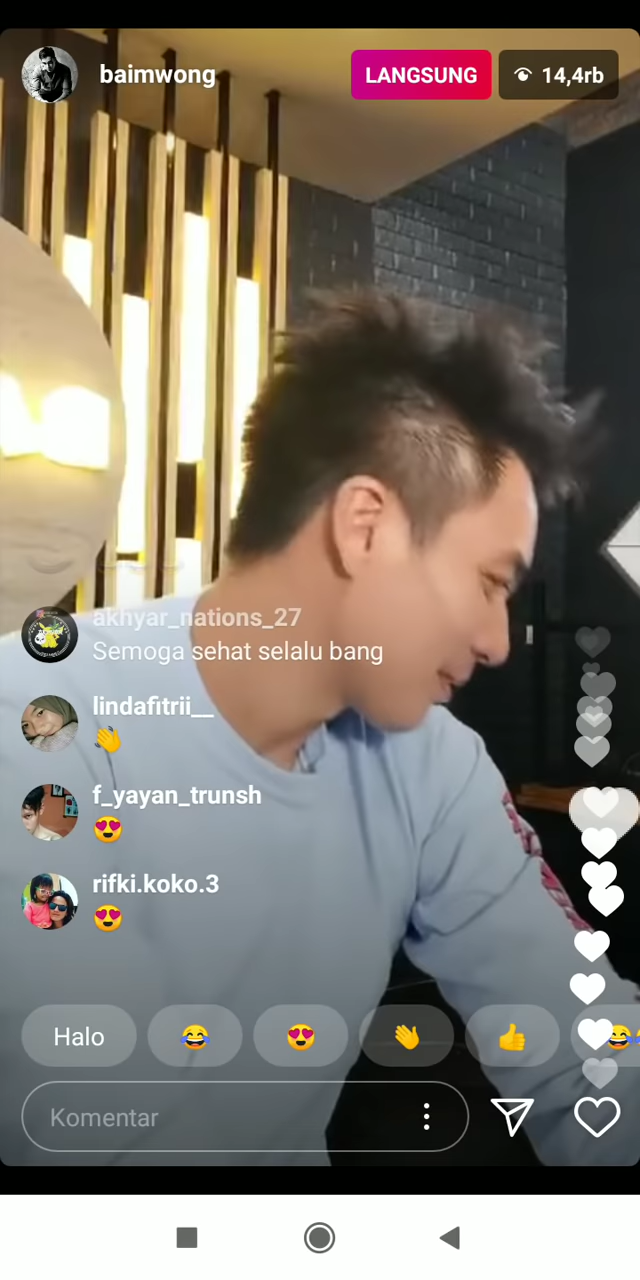 baimwong
LANGSUNG
14,4rb
akhyar_nations_27
Semoga sehat selalu bang
lindafitrii__
👋
f_yayan_trunsh
😍
rifki.koko.3
😍
Halo 😂 😍 👋 👍 😂
Komentar